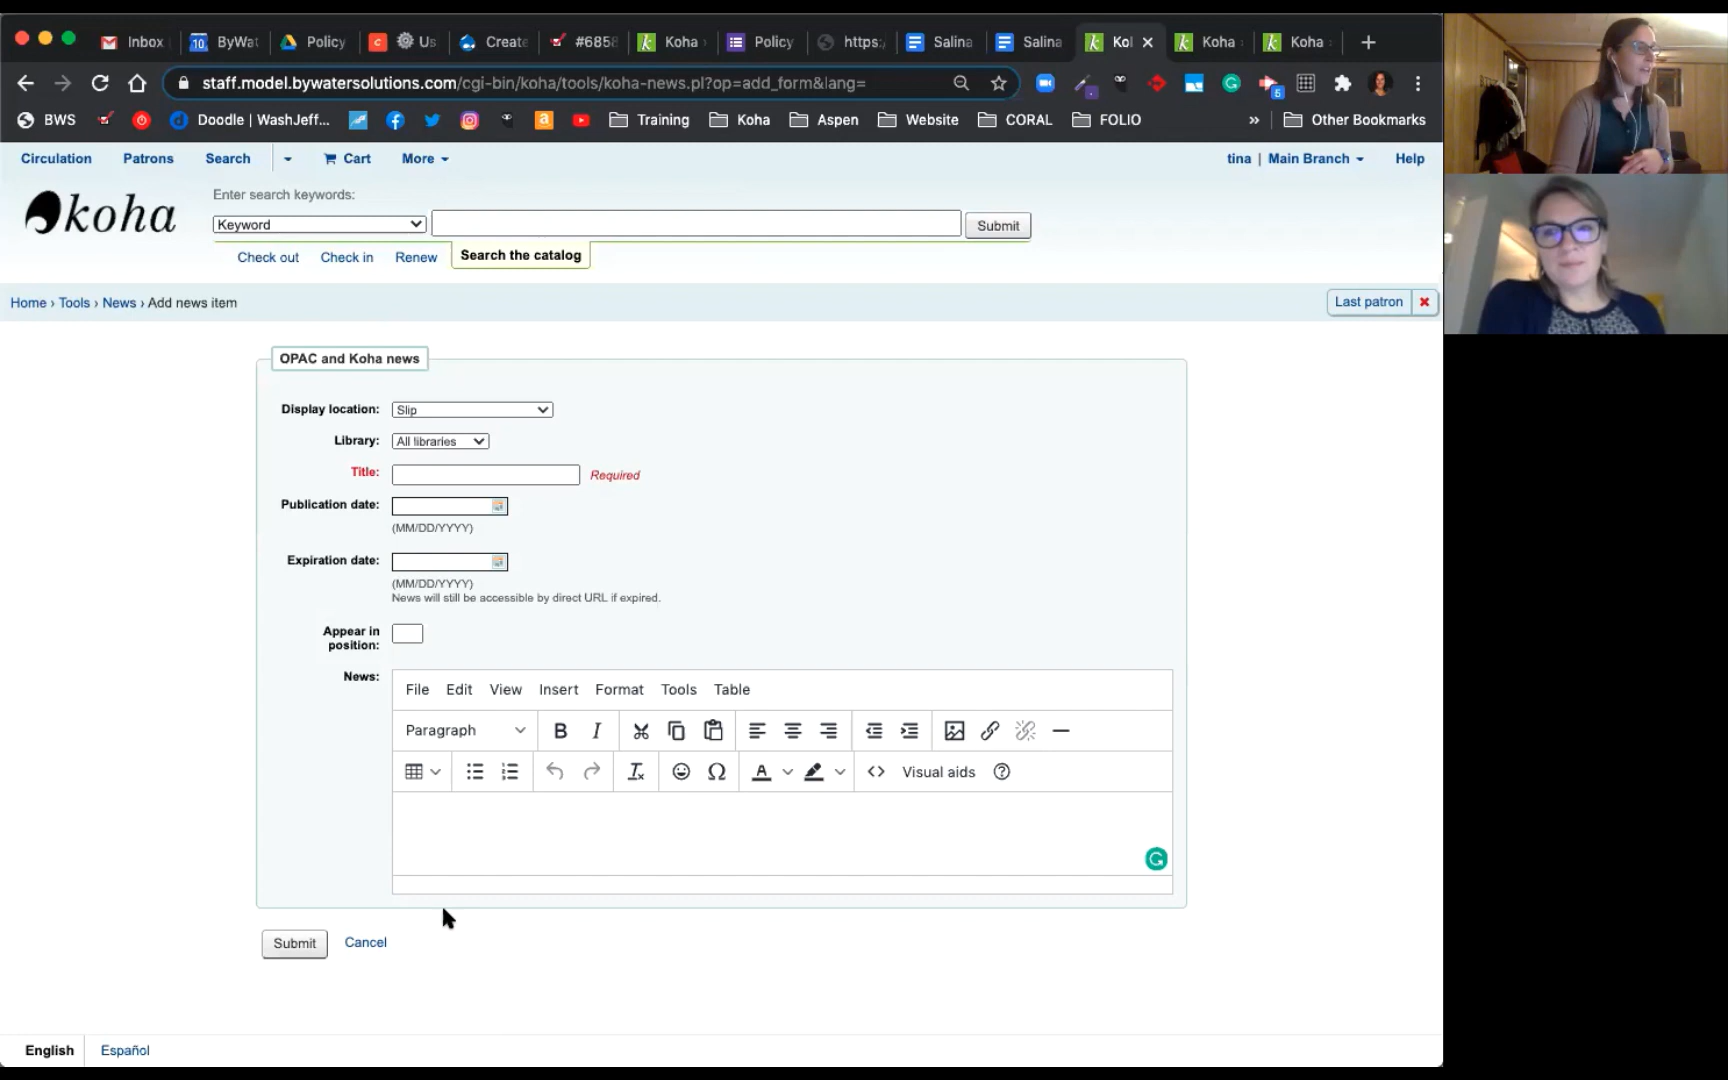 Inbox ByWat Policy Us Create #6858 Koha Policy https: Salina Salina Kol Koha Koha
staff.model.bywatersolutions.com/cgi-bin/koha/tools/koha-news.pl?op=add_form&lang=
BWS Doodle | WashJeff... Training Koha Aspen Website CORAL FOLIO » Other Bookmarks
Circulation Patrons Search Cart More tina | Main Branch Help
koha
Enter search keywords:
Keyword Submit
Check out Check in Renew Search the catalog
Home › Tools › News › Add news item Last patron
OPAC and Koha news
Display location: Slip
Library: All libraries
Title: Required
Publication date:
(MM/DD/YYYY)
Expiration date:
(MM/DD/YYYY)
News will still be accessible by direct URL if expired.
Appear in
position:
News:
File Edit View Insert Format Tools Table
Paragraph B I
Visual aids
Submit Cancel
English Español